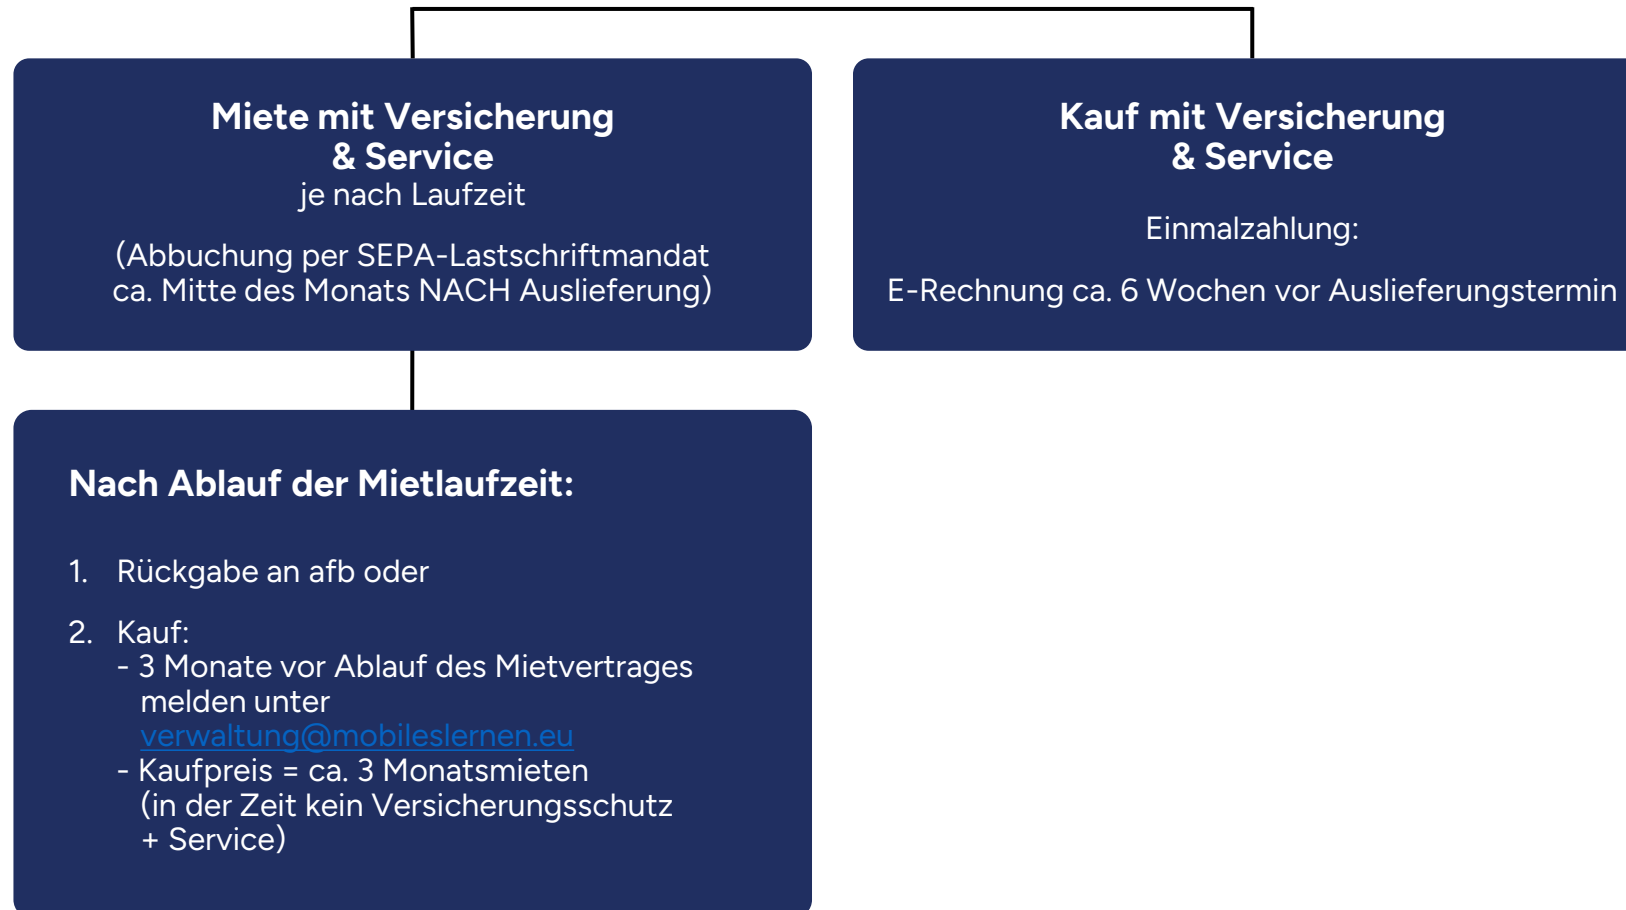 Miete mit Versicherung
& Service
je nach Laufzeit
(Abbuchung per SEPA-Lastschriftmandat
ca. Mitte des Monats NACH Auslieferung)
Kauf mit Versicherung
& Service
Einmalzahlung:
E-Rechnung ca. 6 Wochen vor Auslieferungstermin
Nach Ablauf der Mietlaufzeit:
1. Rückgabe an afb oder
2. Kauf:
- 3 Monate vor Ablauf des Mietvertrages
melden unter
verwaltung@mobileslernen.eu
- Kaufpreis = ca. 3 Monatsmieten
(in der Zeit kein Versicherungsschutz
+ Service)